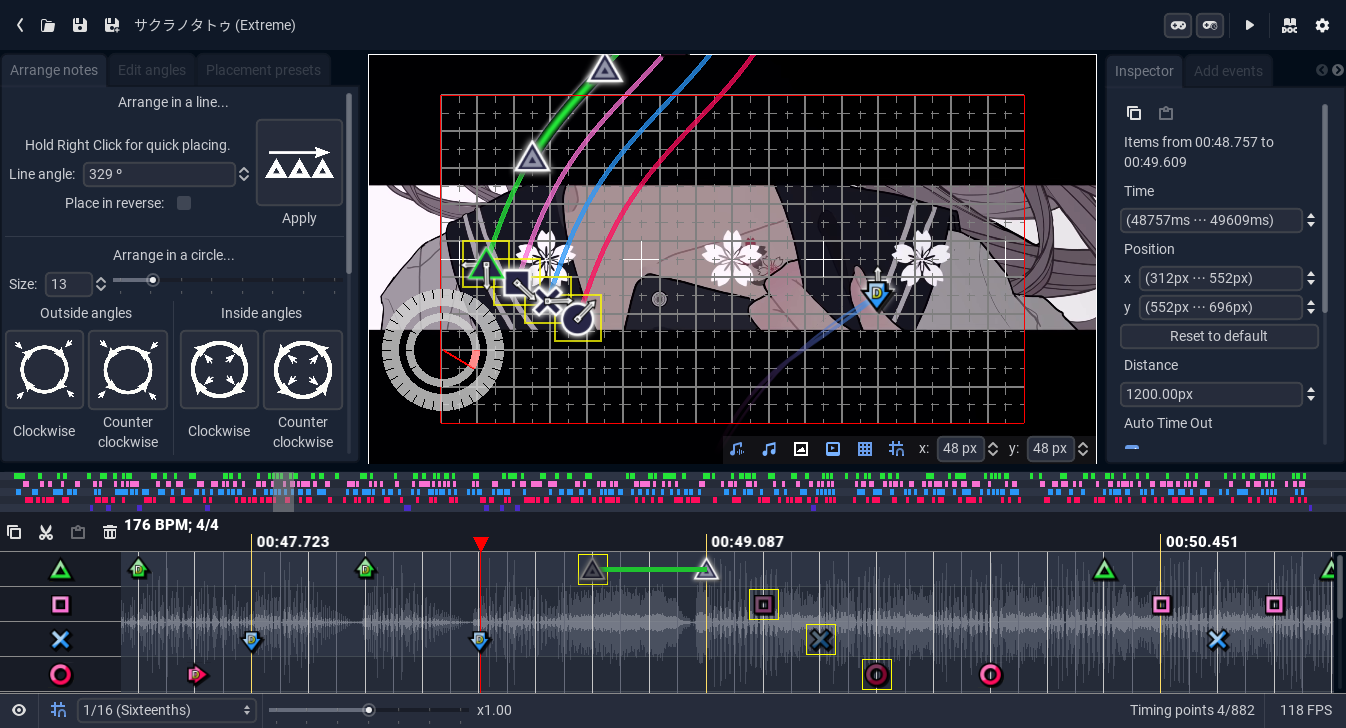 サクラノタトゥ (Extreme)
DOC
Arrange notes
Edit angles
Placement presets
Inspector
Add events
Arrange in a line...
Hold Right Click for quick placing.
Line angle:
329 º
Place in reverse:
Apply
Arrange in a circle...
Size:
13
Outside angles
Inside angles
Clockwise
Counter
clockwise
Clockwise
Counter
clockwise
D
Items from 00:48.757 to
00:49.609
Time
(48757ms ··· 49609ms)
Position
x
(312px ··· 552px)
y
(552px ··· 696px)
Reset to default
Distance
1200.00px
Auto Time Out
x:
48 px
y:
48 px
176 BPM; 4/4
00:47.723
00:49.087
00:50.451
D
D
D
D
D
1/16 (Sixteenths)
x1.00
Timing points 4/882
118 FPS